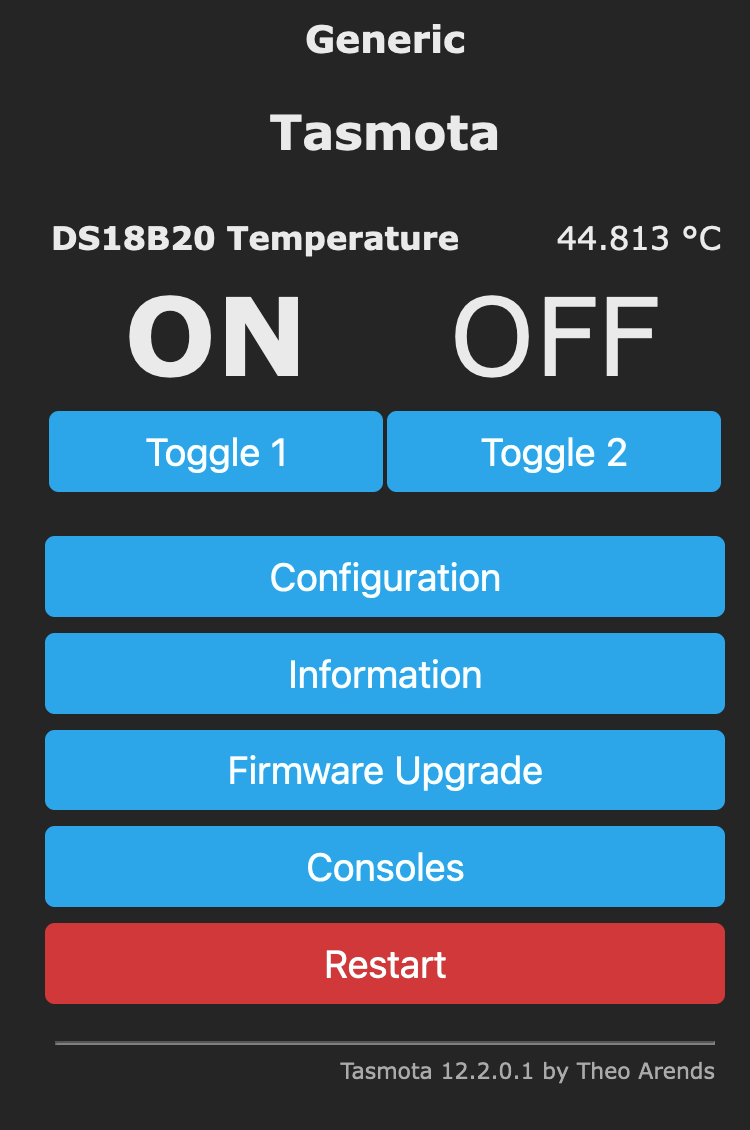 Generic
Tasmota
DS18B20 Temperature 44.813 °C
ON OFF
Toggle 1 Toggle 2
Configuration
Information
Firmware Upgrade
Consoles
Restart
Tasmota 12.2.0.1 by Theo Arends